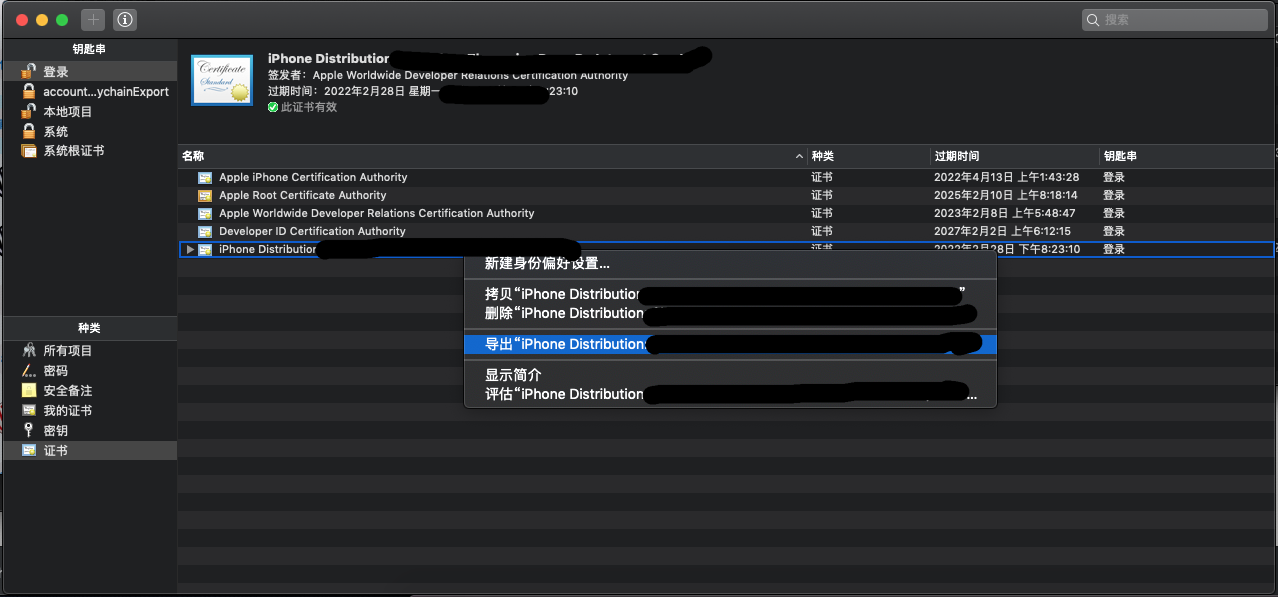 搜索
钥匙串
登录
account...ychainExport
本地项目
系统
系统根证书
iPhone Distribution
签发者：Apple Worldwide Developer Relations Certification Authority
过期时间：2022年2月28日 星期一 :23:10
此证书有效
名称 种类 过期时间 钥匙串
Apple iPhone Certification Authority 证书 2022年4月13日 上午1:43:28 登录
Apple Root Certificate Authority 证书 2025年2月10日 上午8:18:14 登录
Apple Worldwide Developer Relations Certification Authority 证书 2023年2月8日 上午5:48:47 登录
Developer ID Certification Authority 证书 2027年2月2日 上午6:12:15 登录
iPhone Distribution 证书 2022年2月28日 下午8:23:10 登录
新建身份偏好设置...
拷贝“iPhone Distribution ”
删除“iPhone Distribution
导出“iPhone Distribution:
显示简介
评估“iPhone Distribution ...
种类
所有项目
密码
安全备注
我的证书
密钥
证书